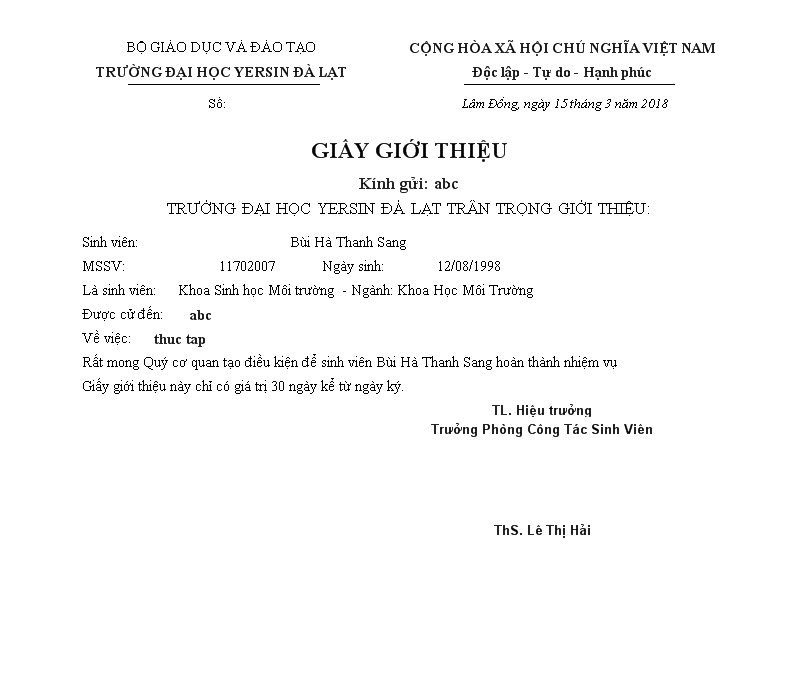 BỘ GIÁO DỤC VÀ ĐÀO TẠO
CỘNG HÒA XÃ HỘI CHỦ NGHĨA VIỆT NAM
TRƯỜNG ĐẠI HỌC YERSIN ĐÀ LẠT
Độc lập - Tự do - Hạnh phúc
Số:
Lâm Đồng, ngày 15 tháng 3 năm 2018
GIẤY GIỚI THIỆU
Kính gửi: abc
TRƯỜNG ĐẠI HỌC YERSIN ĐÀ LẠT TRÂN TRỌNG GIỚI THIỆU:
Sinh viên: Bùi Hà Thanh Sang
MSSV: 11702007 Ngày sinh: 12/08/1998
Là sinh viên: Khoa Sinh học Môi trường - Ngành: Khoa Học Môi Trường
Được cử đến: abc
Về việc: thuc tap
Rất mong Quý cơ quan tạo điều kiện để sinh viên Bùi Hà Thanh Sang hoàn thành nhiệm vụ
Giấy giới thiệu này chỉ có giá trị 30 ngày kể từ ngày ký.
TL. Hiệu trưởng
Trưởng Phòng Công Tác Sinh Viên
ThS. Lê Thị Hải